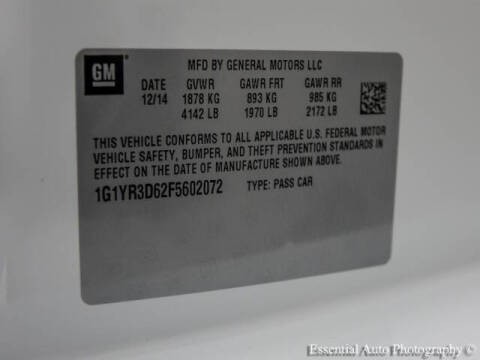 GM
MFD BY GENERAL MOTORS LLC
DATE GVWR GAWR FRT GAWR RR
12/14 1878 KG 893 KG 985 KG
4142 LB 1970 LB 2172 LB
THIS VEHICLE CONFORMS TO ALL APPLICABLE U.S. FEDERAL MOTOR
VEHICLE SAFETY, BUMPER, AND THEFT PREVENTION STANDARDS IN
EFFECT ON THE DATE OF MANUFACTURE SHOWN ABOVE.
1G1YR3D62F5602072 TYPE: PASS CAR
Essential Auto Photography ©